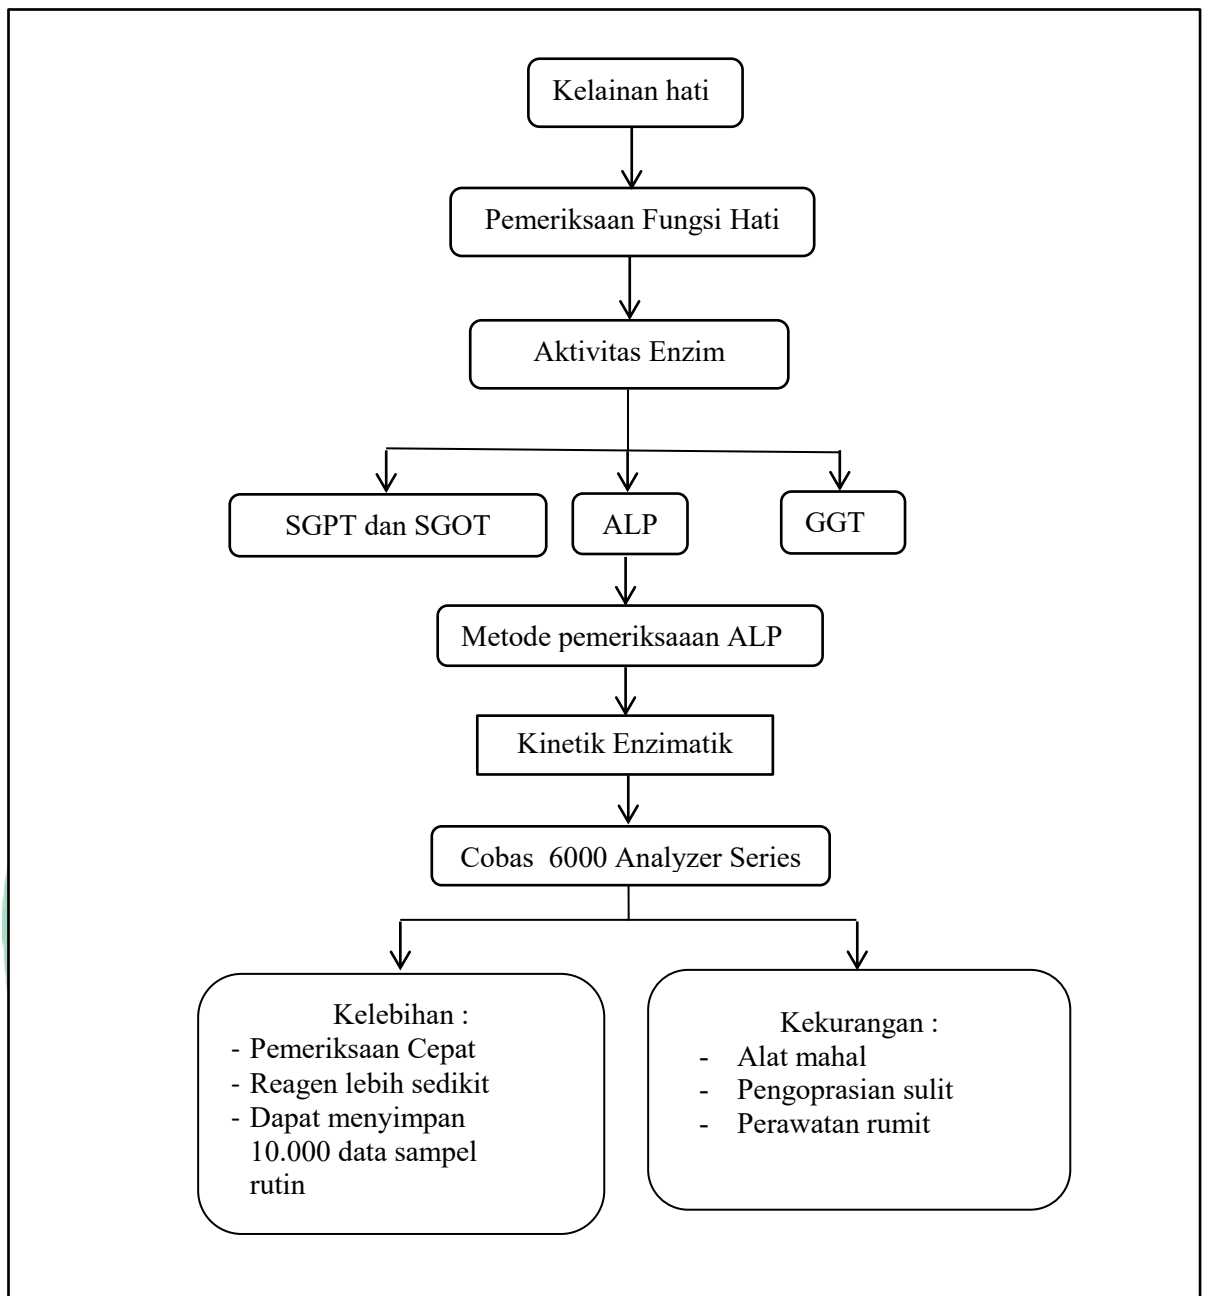 Kelainan hati
Pemeriksaan Fungsi Hati
Aktivitas Enzim
SGPT dan SGOT
ALP
GGT
Metode pemeriksaaan ALP
Kinetik Enzimatik
Cobas 6000 Analyzer Series
Kelebihan :
- Pemeriksaan Cepat
- Reagen lebih sedikit
- Dapat menyimpan
10.000 data sampel
rutin
Kekurangan :
- Alat mahal
- Pengoprasian sulit
- Perawatan rumit